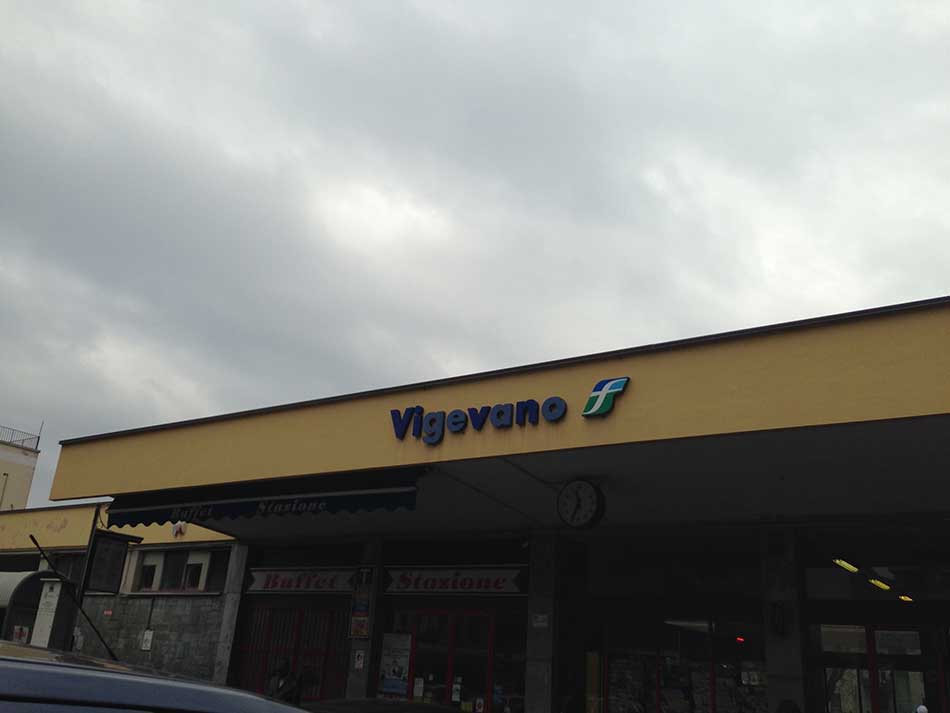 Vigevano
Buffet Stazione
Buffet
T
Stazione